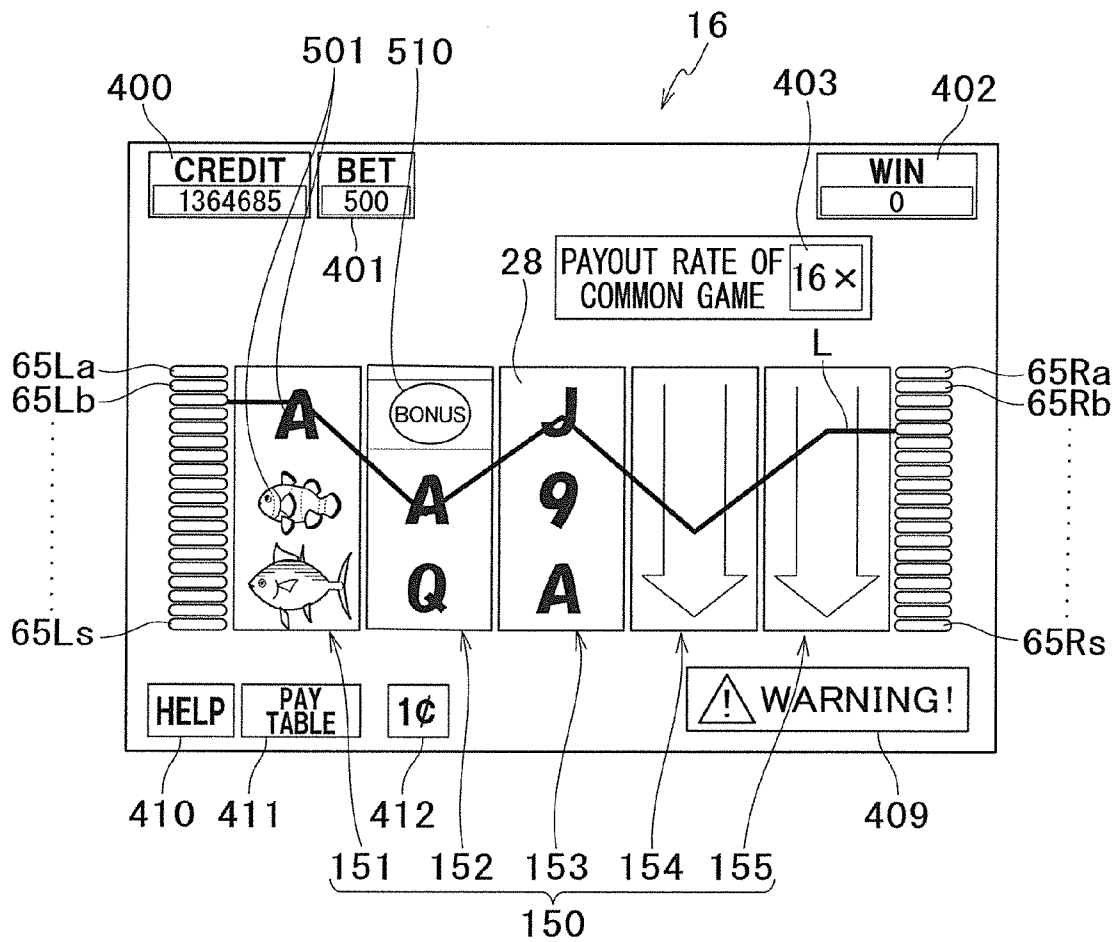 16
501 510
400 403 402
CREDIT BET WIN
1364685 500 0
401
28 PAYOUT RATE OF
COMMON GAME 16×
L
65La 65Ra
65Lb 65Rb
A BONUS J
A 9
Q A
65Ls 65Rs
HELP PAY
TABLE 1¢ WARNING!
410 411 412 409
151 152 153 154 155
150